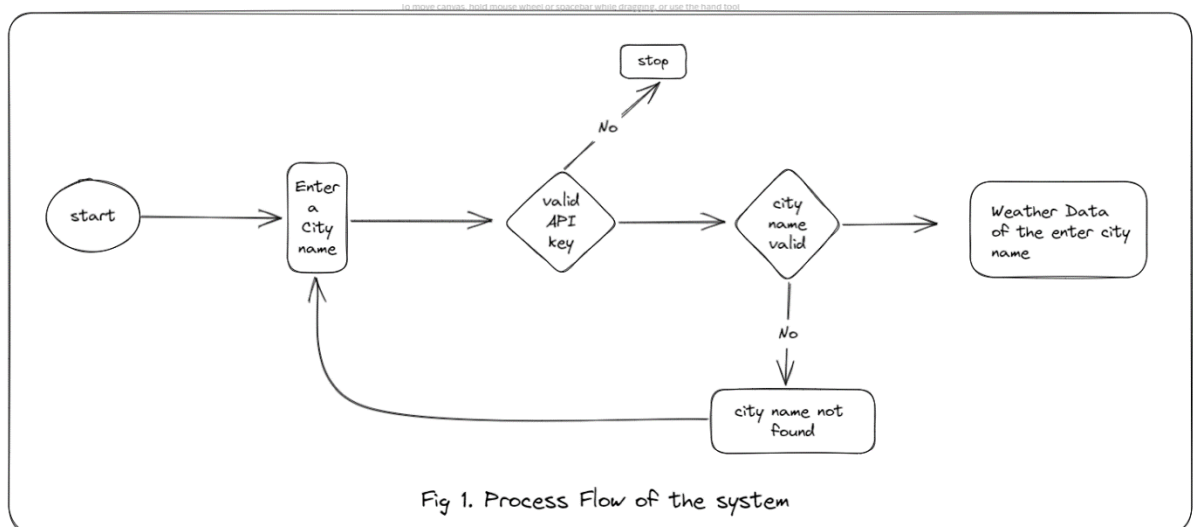 To move canvas, hold mouse wheel or spacebar while dragging, or use the hand tool
stop
No
start
Enter
a
City
name
valid
API
key
city
name
valid
Weather Data
of the enter city
name
No
city name not
found
Fig 1. Process Flow of the system